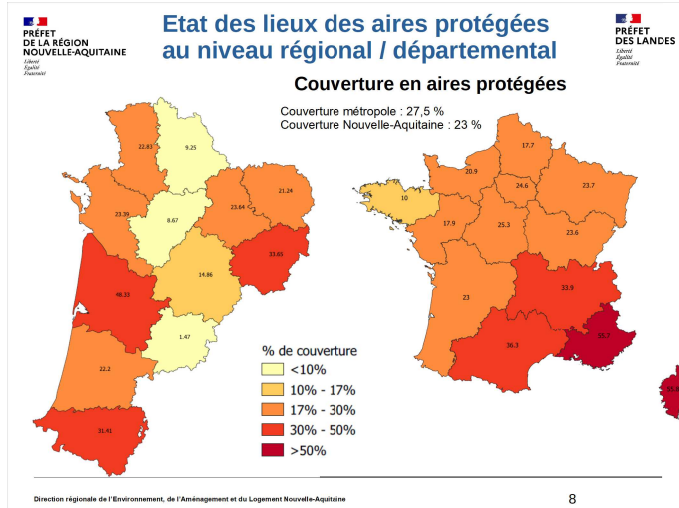 PRÉFET
DE LA RÉGION
NOUVELLE-AQUITAINE
Liberté
Égalité
Fraternité
Etat des lieux des aires protégées
au niveau régional / départemental
PRÉFET
DES LANDES
Liberté
Égalité
Fraternité
Couverture en aires protégées
Couverture métropole : 27,5 %
Couverture Nouvelle-Aquitaine : 23 %
22.83
9.25
23.39
8.67
23.64
21.24
46.33
14.86
33.65
1.47
22.2
31.41
17.7
20.9
24.6
23.7
10
17.9
25.3
23.6
23
33.9
36.3
55.7
% de couverture
<10%
10% - 17%
17% - 30%
30% - 50%
>50%
Direction régionale de l'Environnement, de l'Aménagement et du Logement Nouvelle-Aquitaine
8